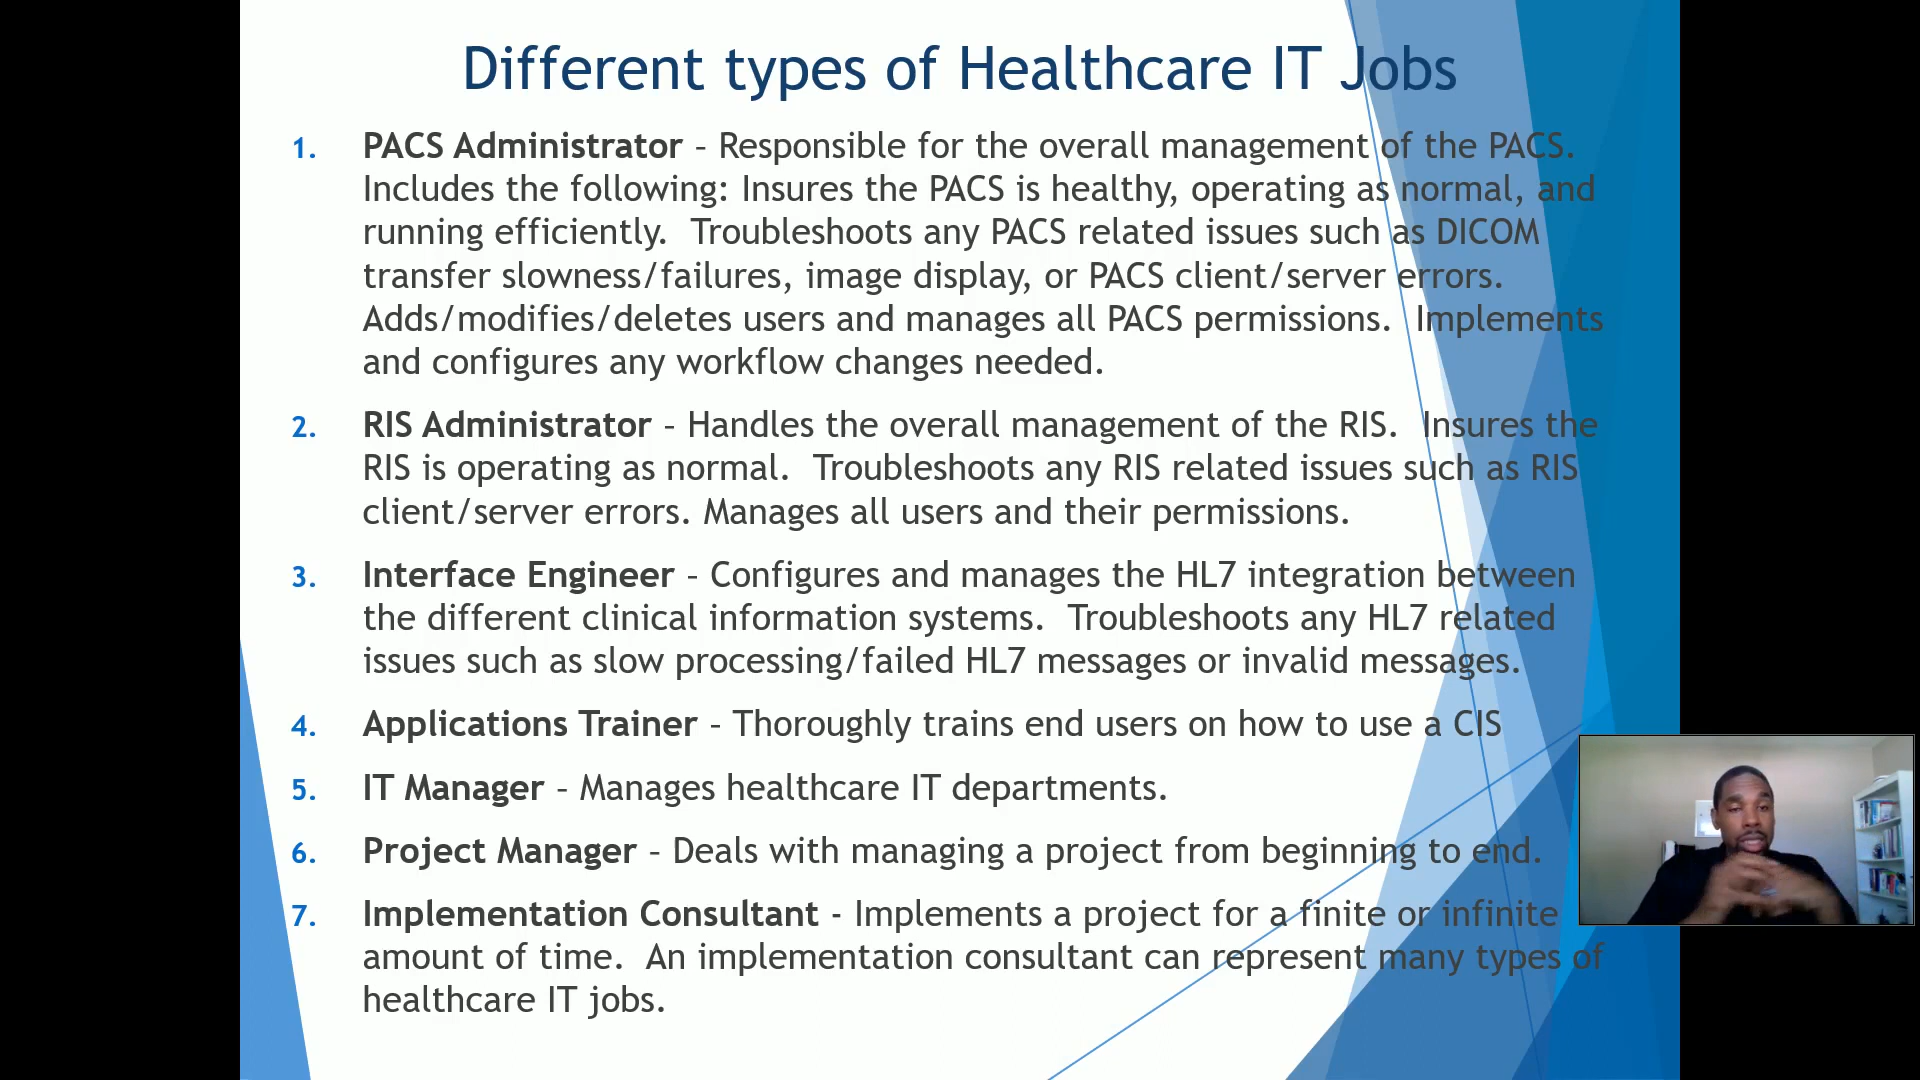 Different types of Healthcare IT Jobs
1. PACS Administrator – Responsible for the overall management of the PACS.
Includes the following: Insures the PACS is healthy, operating as normal, and
running efficiently.  Troubleshoots any PACS related issues such as DICOM
transfer slowness/failures, image display, or PACS client/server errors.
Adds/modifies/deletes users and manages all PACS permissions.  Implements
and configures any workflow changes needed.
2. RIS Administrator – Handles the overall management of the RIS.  Insures the
RIS is operating as normal.  Troubleshoots any RIS related issues such as RIS
client/server errors. Manages all users and their permissions.
3. Interface Engineer – Configures and manages the HL7 integration between
the different clinical information systems.  Troubleshoots any HL7 related
issues such as slow processing/failed HL7 messages or invalid messages.
4. Applications Trainer – Thoroughly trains end users on how to use a CIS
5. IT Manager – Manages healthcare IT departments.
6. Project Manager – Deals with managing a project from beginning to end.
7. Implementation Consultant - Implements a project for a finite or infinite
amount of time.  An implementation consultant can represent many types of
healthcare IT jobs.